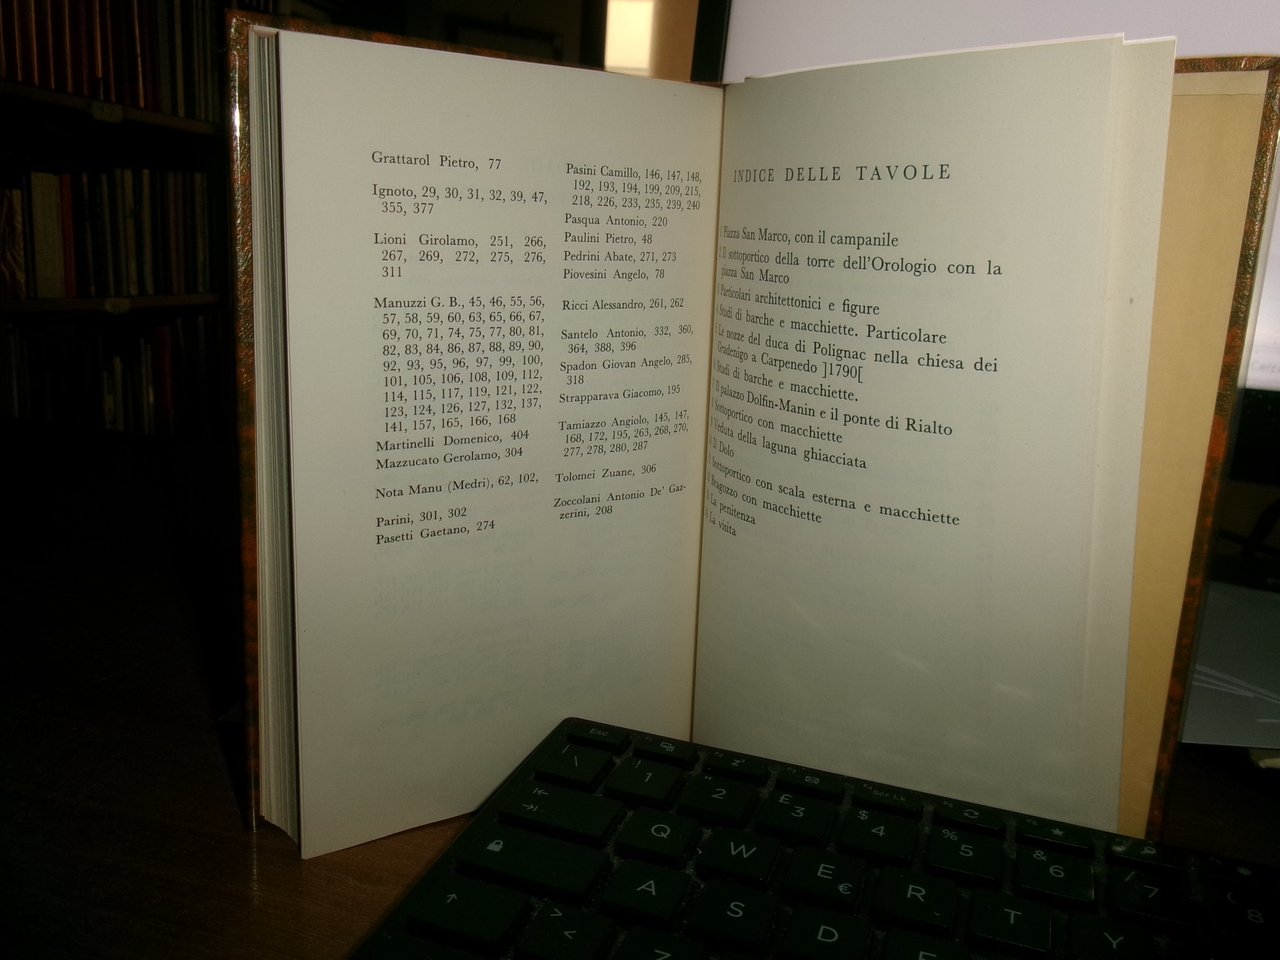 Grattarol Pietro, 77
Ignoto, 29, 30, 31, 32, 39, 47,
355, 377
Lioni Girolamo, 251, 266,
267, 269, 272, 275, 276,
311
Manuzzi G. B., 45, 46, 55, 56,
57, 58, 59, 60, 63, 65, 66, 67,
69, 70, 71, 74, 75, 77, 80, 81,
82, 83, 84, 86, 87, 88, 89, 90,
92, 93, 95, 96, 97, 99, 100,
101, 105, 106, 108, 109, 112,
114, 115, 117, 119, 121, 122,
123, 124, 126, 127, 132, 137,
141, 157, 165, 166, 168
Martinelli Domenico, 404
Mazzucato Gerolamo, 304
Nota Manu (Medri), 62, 102,
Parini, 301, 302
Pasetti Gaetano, 274
Pasini Camillo, 146, 147, 148,
192, 193, 194, 199, 209, 215,
218, 226, 233, 235, 239, 240
Pasqua Antonio, 220
Paulini Pietro, 48
Pedrini Abate, 271, 273
Piovesini Angelo, 78
Ricci Alessandro, 261, 262
Santelo Antonio, 332, 360,
364, 388, 396
Spadon Giovan Angelo, 285,
318
Strapparava Giacomo, 195
Tamiazzo Angiolo, 145, 147,
168, 172, 195, 263, 268, 270,
277, 278, 280, 287
Tolomei Zuane, 306
Zoccolani Antonio De' Gaz-
zerini, 208
INDICE DELLE TAVOLE
Piazza San Marco, con il campanile
Il sottoportico della torre dell'Orologio con la
piazza San Marco
Particolari architettonici e figure
Studi di barche e macchiette. Particolare
Le nozze del duca di Polignac nella chiesa dei
Gradenigo a Carpenedo ]1790[
Studi di barche e macchiette.
7 Il palazzo Dolfin-Manin e il ponte di Rialto
Sottoportico con macchiette
Veduta della laguna ghiacciata
Il Dolo
Sottoportico con scala esterna e macchiette
Bragozzo con macchiette
La penitenza
La visita
Esc
\ | ! 1 " 2 £ 3 $ 4 % 5 & 6 / 7 8
Q W E € R T Y
A S D F
> < Z